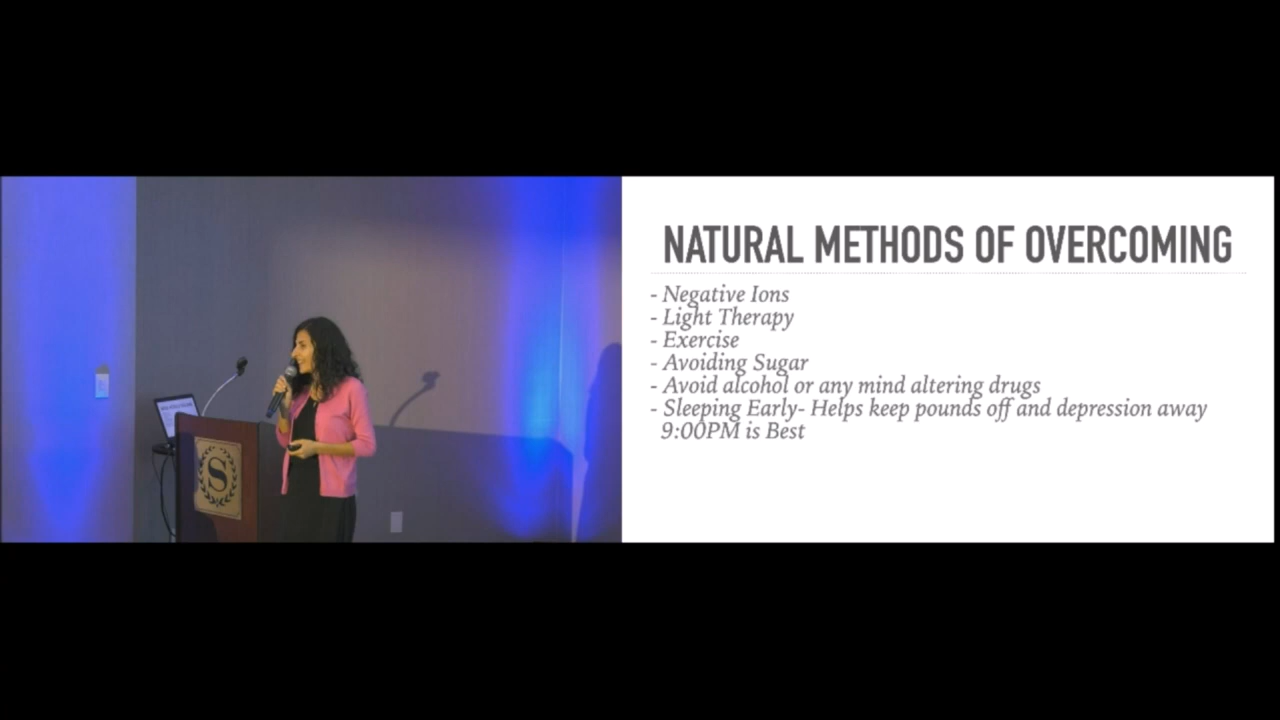 S
NATURAL METHODS OF OVERCOMING
- Negative Ions
- Light Therapy
- Exercise
- Avoiding Sugar
- Avoid alcohol or any mind altering drugs
- Sleeping Early- Helps keep pounds off and depression away
9:00PM is Best